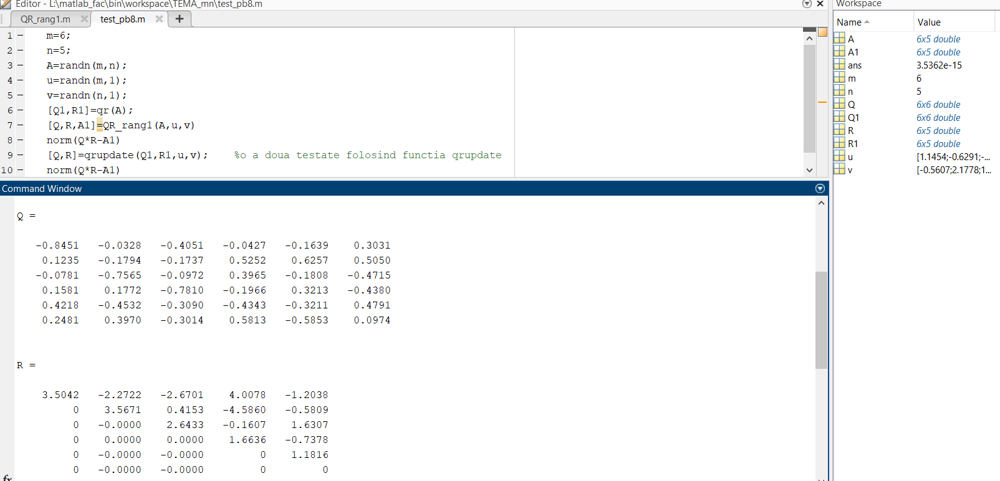 Editor - L:\matlab_fac\bin\workspace\TEMA_mn\test_pb8.m
QR_rang1.m × test_pb8.m × +
1 – m=6;
2 – n=5;
3 – A=randn(m,n);
4 – u=randn(m,1);
5 – v=randn(n,1);
6 – [Q1,R1]=qr(A);
7 – [Q,R,A1]=QR_rang1(A,u,v)
8 – norm(Q*R-A1)
9 – [Q,R]=qrupdate(Q1,R1,u,v); %o a doua testate folosind functia qrupdate
10 – norm(Q*R-A1)
Command Window
Q =
-0.8451 -0.0328 -0.4051 -0.0427 -0.1639 0.3031
0.1235 -0.1794 -0.1737 0.5252 0.6257 0.5050
-0.0781 -0.7565 -0.0972 0.3965 -0.1808 -0.4715
0.1581 0.1772 -0.7810 -0.1966 0.3213 -0.4380
0.4218 -0.4532 -0.3090 -0.4343 -0.3211 0.4791
0.2481 0.3970 -0.3014 0.5813 -0.5853 0.0974
R =
3.5042 -2.2722 -2.6701 4.0078 -1.2038
0 3.5671 0.4153 -4.5860 -0.5809
0 -0.0000 2.6433 -0.1607 1.6307
0 0.0000 0.0000 1.6636 -0.7378
0 -0.0000 -0.0000 0 1.1816
0 -0.0000 -0.0000 0 0
fx
Workspace
Name Value
A 6x5 double
A1 6x5 double
ans 3.5362e-15
m 6
n 5
Q 6x6 double
Q1 6x6 double
R 6x5 double
R1 6x5 double
u [1.1454;-0.6291;-...
v [-0.5607;2.1778;1...